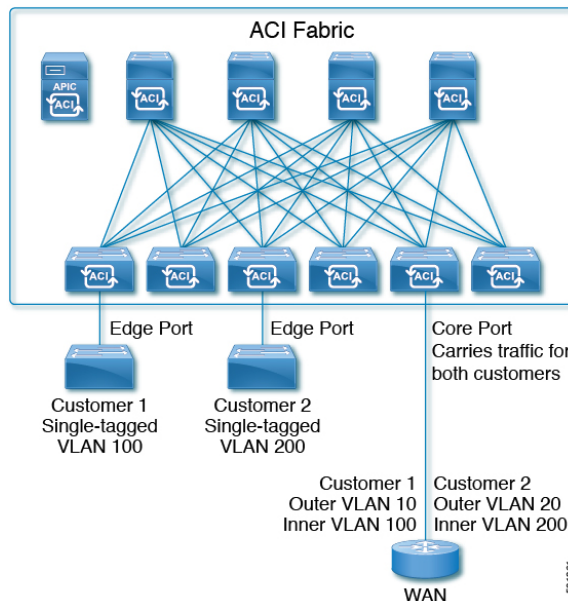 ACI Fabric
APIC
ACI
ACI ACI ACI ACI
ACI ACI ACI ACI ACI ACI
Edge Port
Edge Port
Core Port
Carries traffic for
both customers
Customer 1
Single-tagged
VLAN 100
Customer 2
Single-tagged
VLAN 200
Customer 1
Outer VLAN 10
Inner VLAN 100
Customer 2
Outer VLAN 20
Inner VLAN 200
WAN